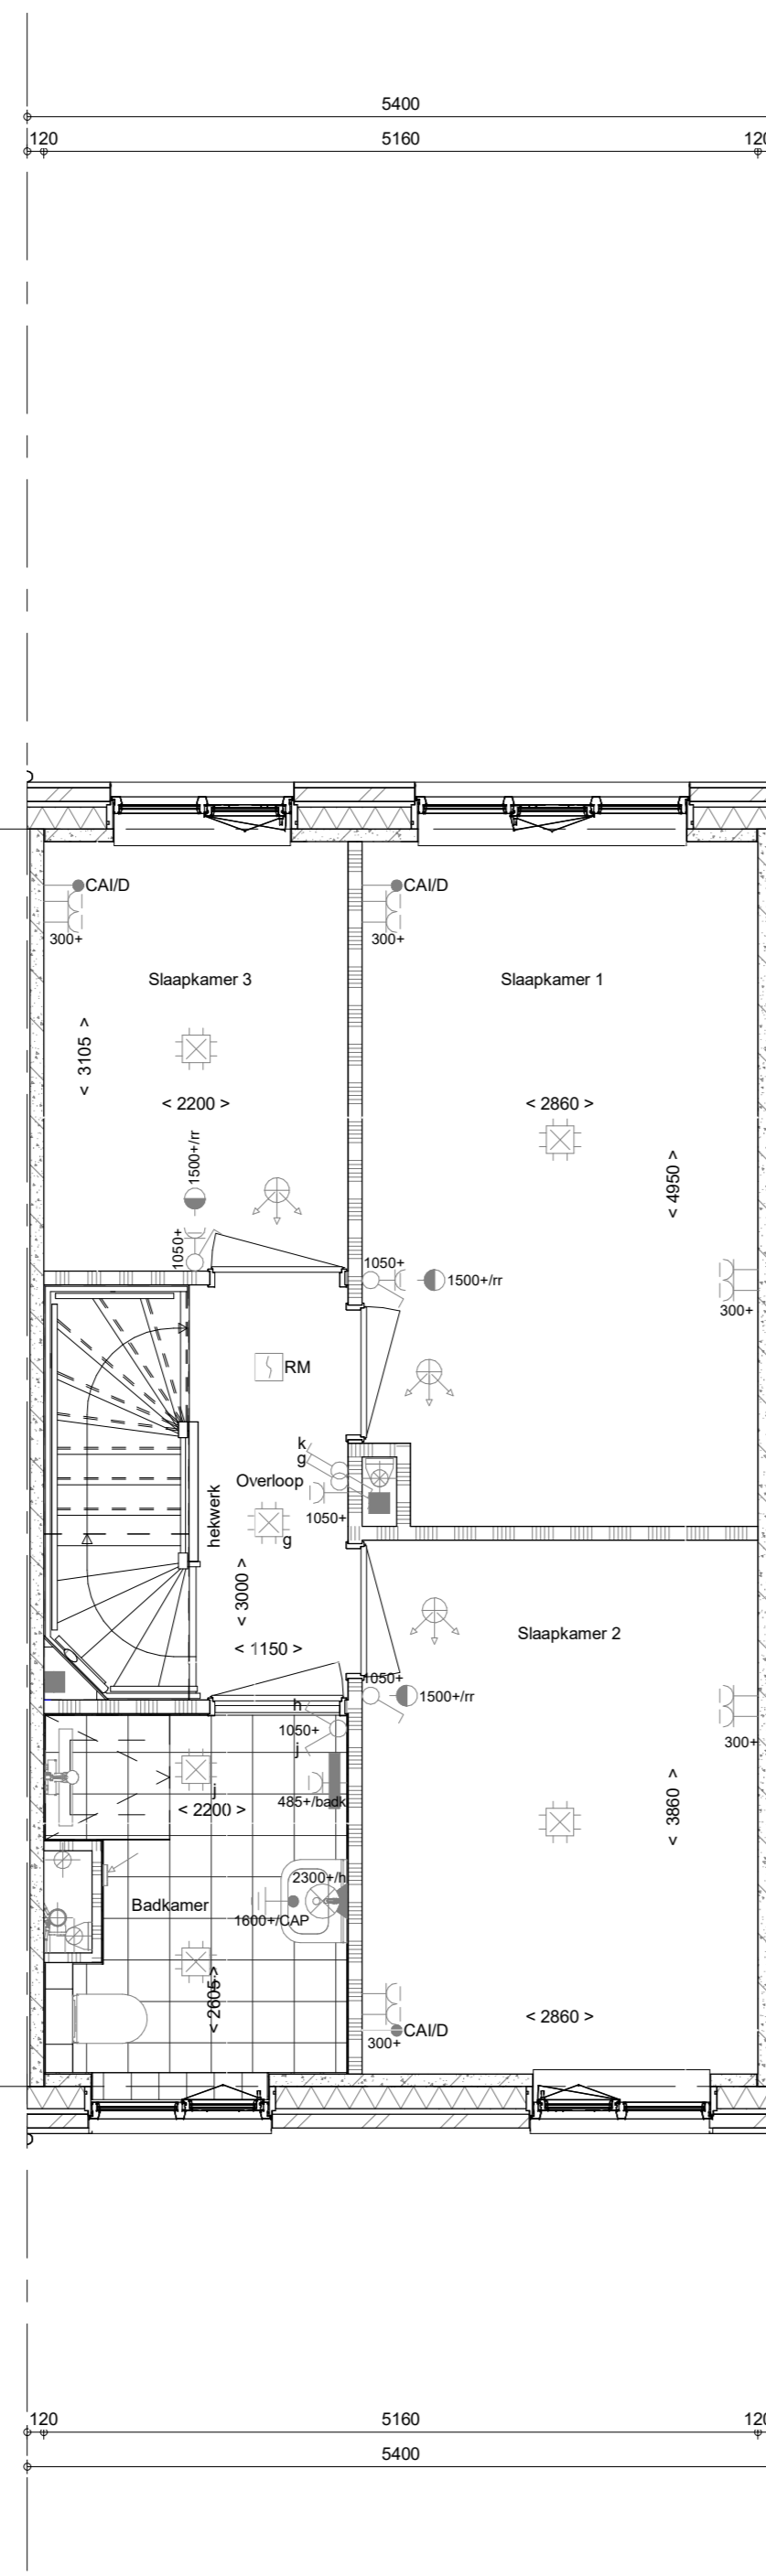 5400
120
5160
120
CAI/D
300+
CAI/D
300+
Slaapkamer 3
Slaapkamer 1
< 3105 >
< 2200 >
< 2860 >
1500+/rr
< 4950 >
1050+
1050+
1500+/rr
300+
RM
k
g
Overloop
1050+
hekwerk
g
< 3000 >
< 1150 >
Slaapkamer 2
1050+
1500+/rr
h
1050+
j
300+
j
485+/badk
< 2200 >
< 3860 >
2300+/h
Badkamer
1600+/CAP
< 2605 >
< 2860 >
CAI/D
300+
120
5160
120
5400